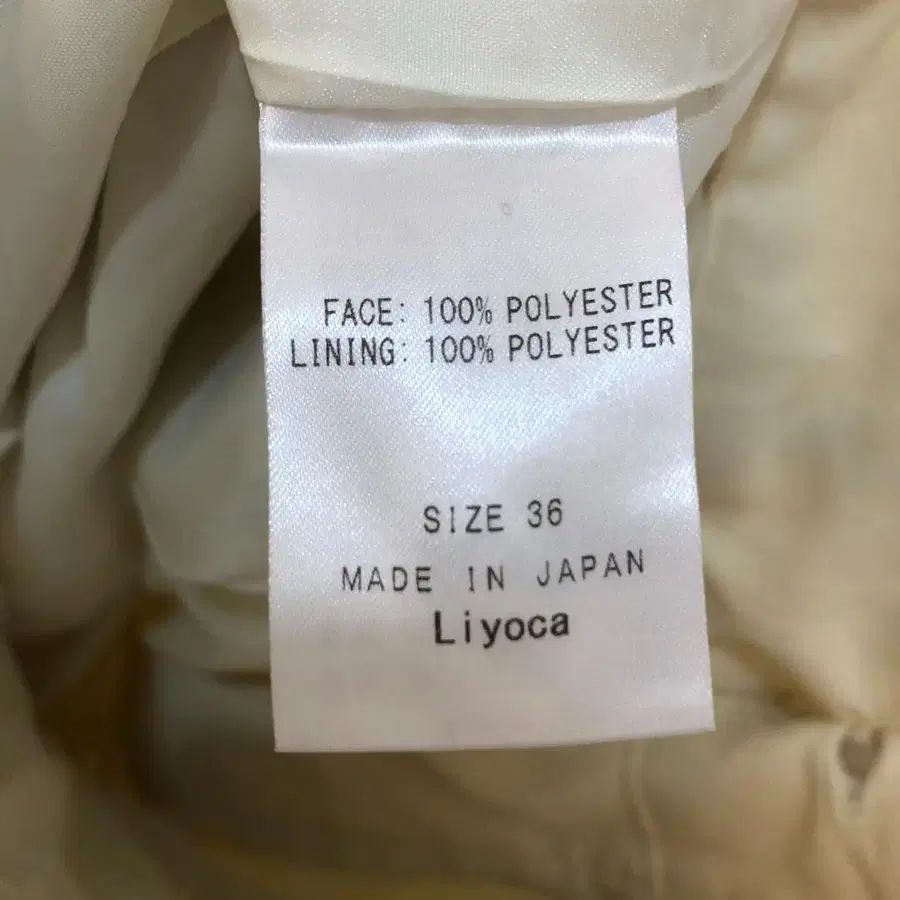 FACE: 100% POLYESTER
LINING: 100% POLYESTER
SIZE 36
MADE IN JAPAN
Liyoca